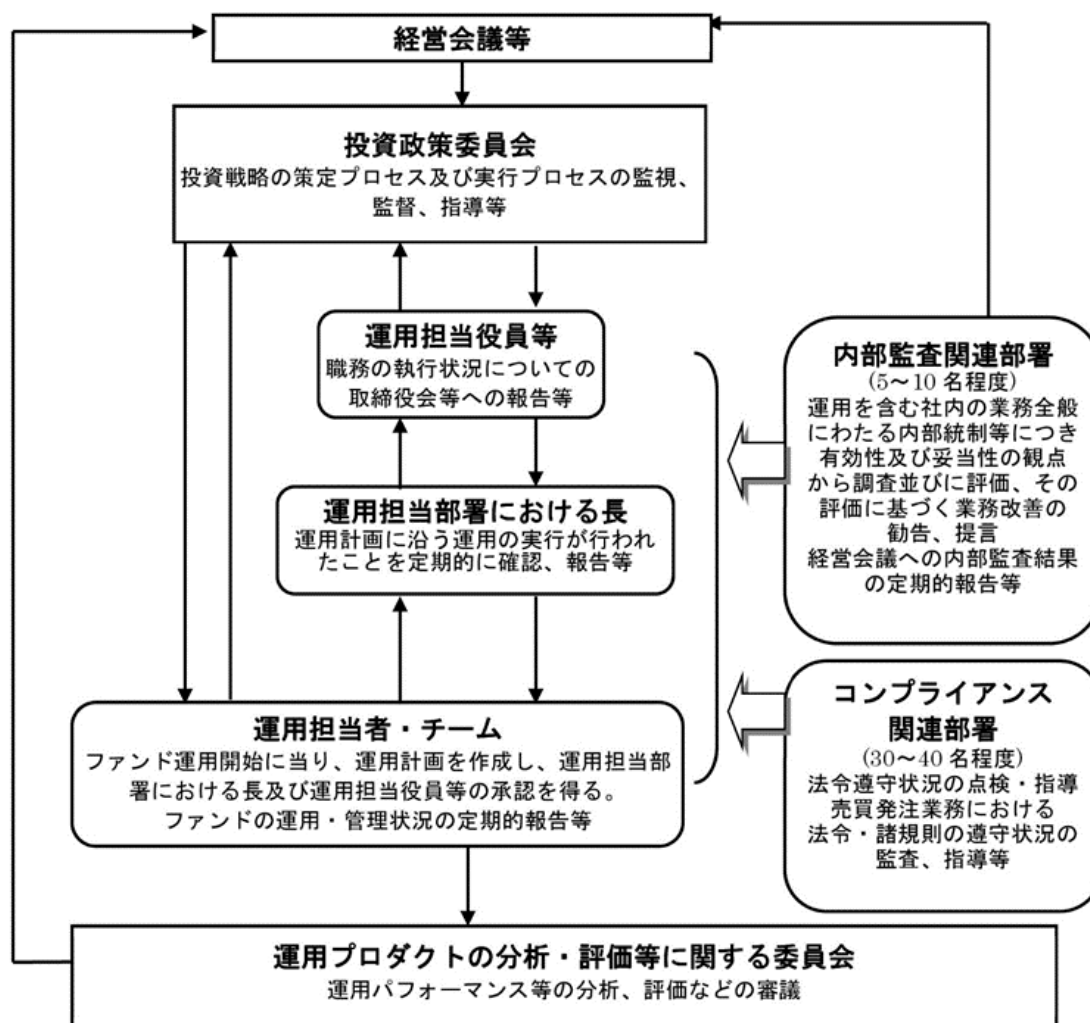 経営会議等
投資政策委員会
投資戦略の策定プロセス及び実行プロセスの監視、
監督、指導等
運用担当役員等
職務の執行状況についての
取締役会等への報告等
運用担当部署における長
運用計画に沿う運用の実行が行われ
たことを定期的に確認、報告等
運用担当者・チーム
ファンド運用開始に当り、運用計画を作成し、運用担当部
署における長及び運用担当役員等の承認を得る。
ファンドの運用・管理状況の定期的報告等
内部監査関連部署
(5～10 名程度)
運用を含む社内の業務全般
にわたる内部統制等につき
有効性及び妥当性の観点
から調査並びに評価、その
評価に基づく業務改善の
勧告、提言
経営会議への内部監査結果
の定期的報告等
コンプライアンス
関連部署
(30～40 名程度)
法令遵守状況の点検・指導
売買発注業務における
法令・諸規則の遵守状況の
監査、指導等
運用プロダクトの分析・評価等に関する委員会
運用パフォーマンス等の分析、評価などの審議